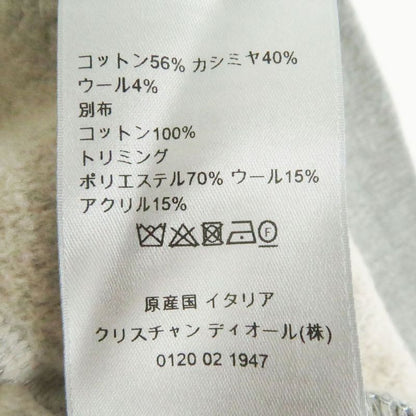 コットン56% カシミヤ40%
ウール4%
別布
コットン100%
トリミング
ポリエステル70% ウール15%
アクリル15%
F
原産国 イタリア
クリスチャン ディオール(株)
0120 02 1947